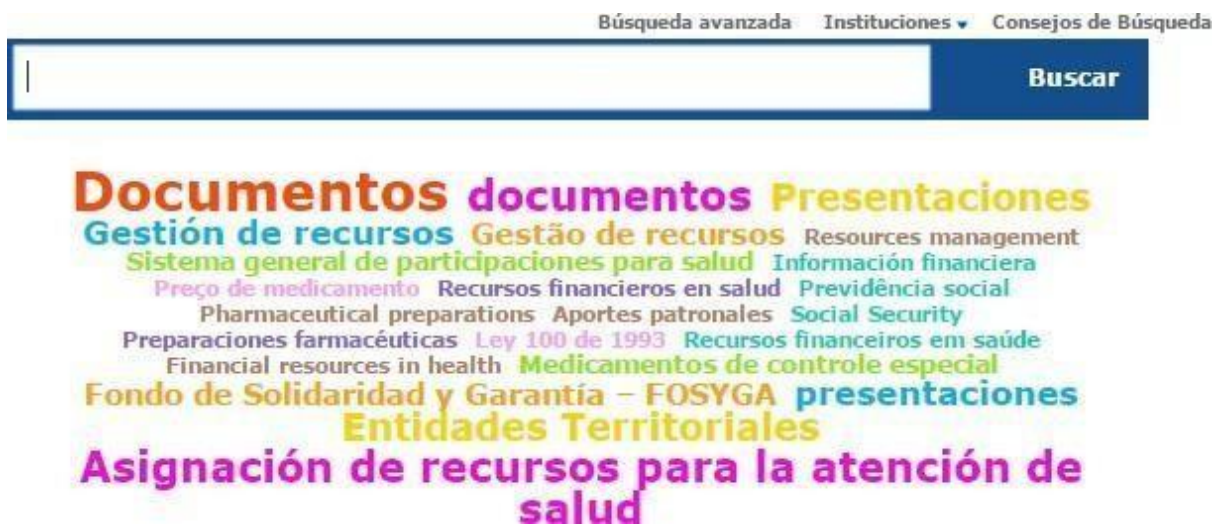 Búsqueda avanzada Instituciones Consejos de Búsqueda
Buscar
Documentos documentos Presentaciones
Gestión de recursos Gestão de recursos Resources management
Sistema general de participaciones para salud Información financiera
Preço de medicamento Recursos financieros en salud Previdência social
Pharmaceutical preparations Aportes patronales Social Security
Preparaciones farmacéuticas Ley 100 de 1993 Recursos financeiros em saúde
Financial resources in health Medicamentos de controle especial
Fondo de Solidaridad y Garantía – FOSYGA presentaciones
Entidades Territoriales
Asignación de recursos para la atención de
salud